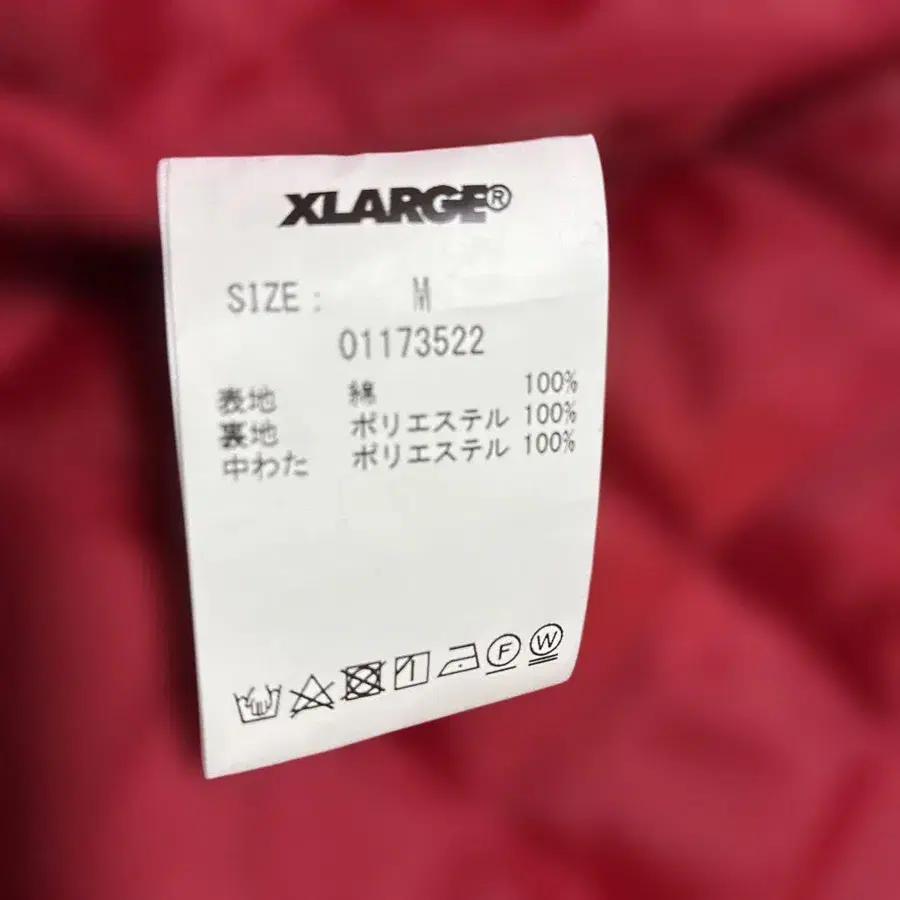 XLARGE®
SIZE : M
01173522
表地 綿 100%
裏地 ポリエステル 100%
中わた ポリエステル 100%
F W